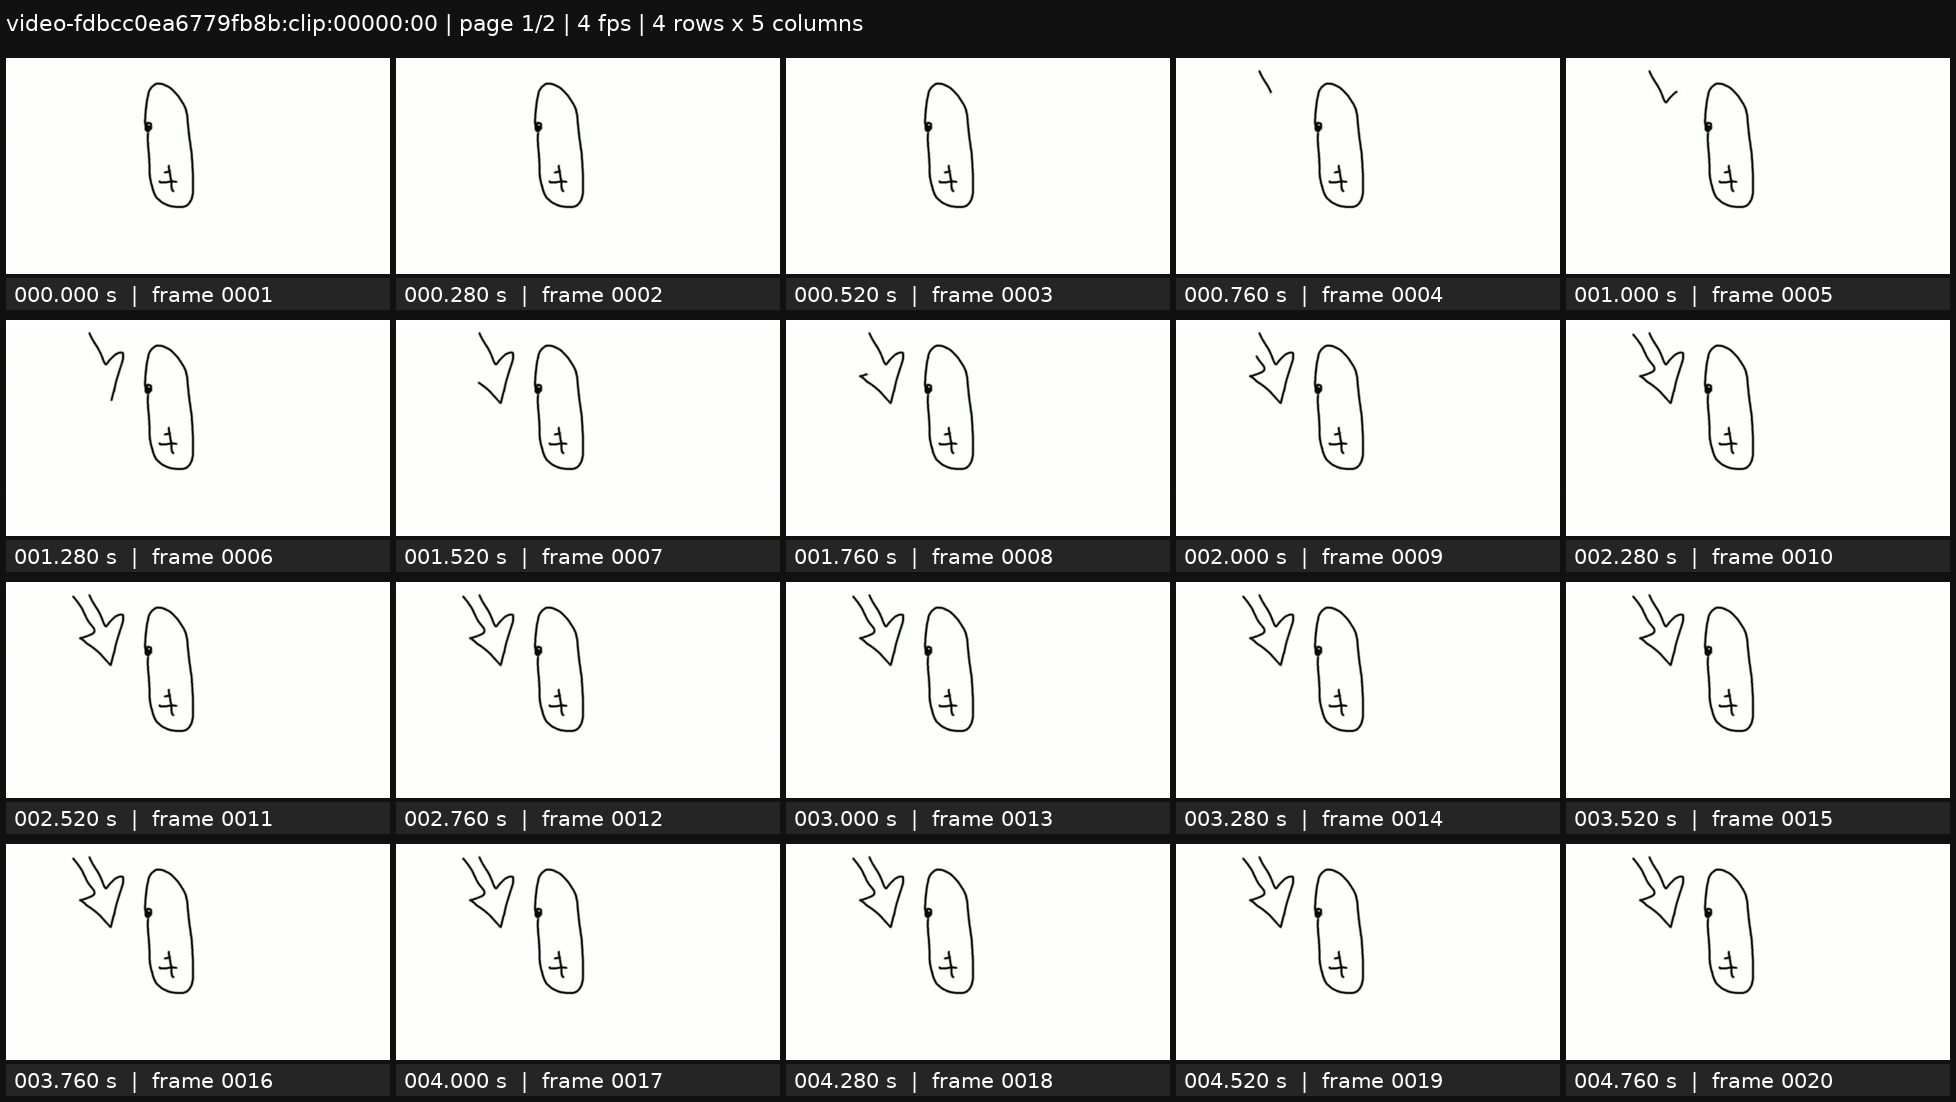 video-fdbcc0ea6779fb8b:clip:00000:00 | page 1/2 | 4 fps | 4 rows x 5 columns
000.000 s | frame 0001
000.280 s | frame 0002
000.520 s | frame 0003
000.760 s | frame 0004
001.000 s | frame 0005
001.280 s | frame 0006
001.520 s | frame 0007
001.760 s | frame 0008
002.000 s | frame 0009
002.280 s | frame 0010
002.520 s | frame 0011
002.760 s | frame 0012
003.000 s | frame 0013
003.280 s | frame 0014
003.520 s | frame 0015
003.760 s | frame 0016
004.000 s | frame 0017
004.280 s | frame 0018
004.520 s | frame 0019
004.760 s | frame 0020